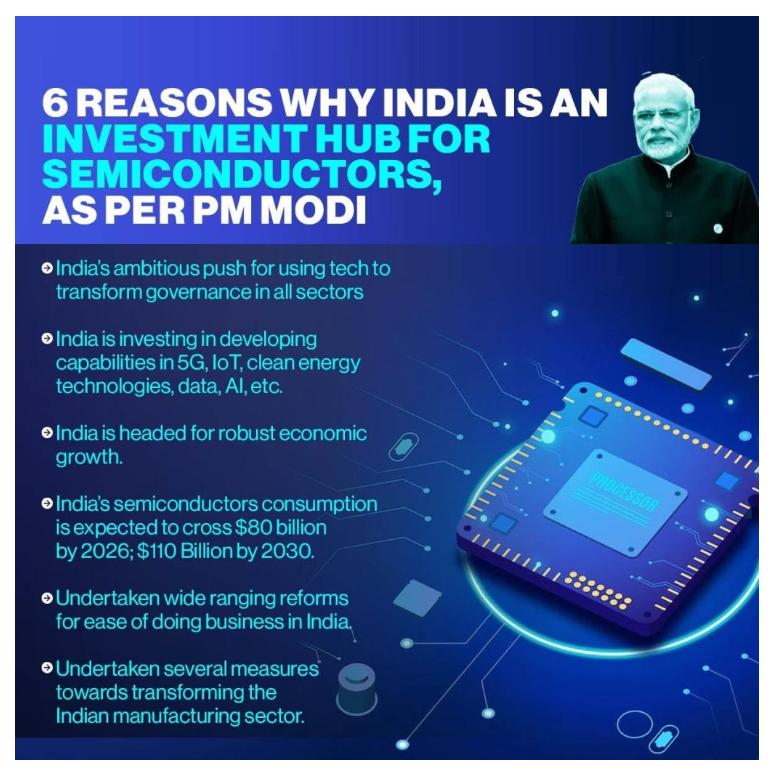 6 REASONS WHY INDIA IS AN
INVESTMENT HUB FOR
SEMICONDUCTORS,
AS PER PM MODI
India's ambitious push for using tech to
transform governance in all sectors
India is investing in developing
capabilities in 5G, IoT, clean energy
technologies, data, AI, etc.
India is headed for robust economic
growth.
India's semiconductors consumption
is expected to cross $80 billion
by 2026; $110 Billion by 2030.
Undertaken wide ranging reforms
for ease of doing business in India.
Undertaken several measures
towards transforming the
Indian manufacturing sector.
PROCESSOR